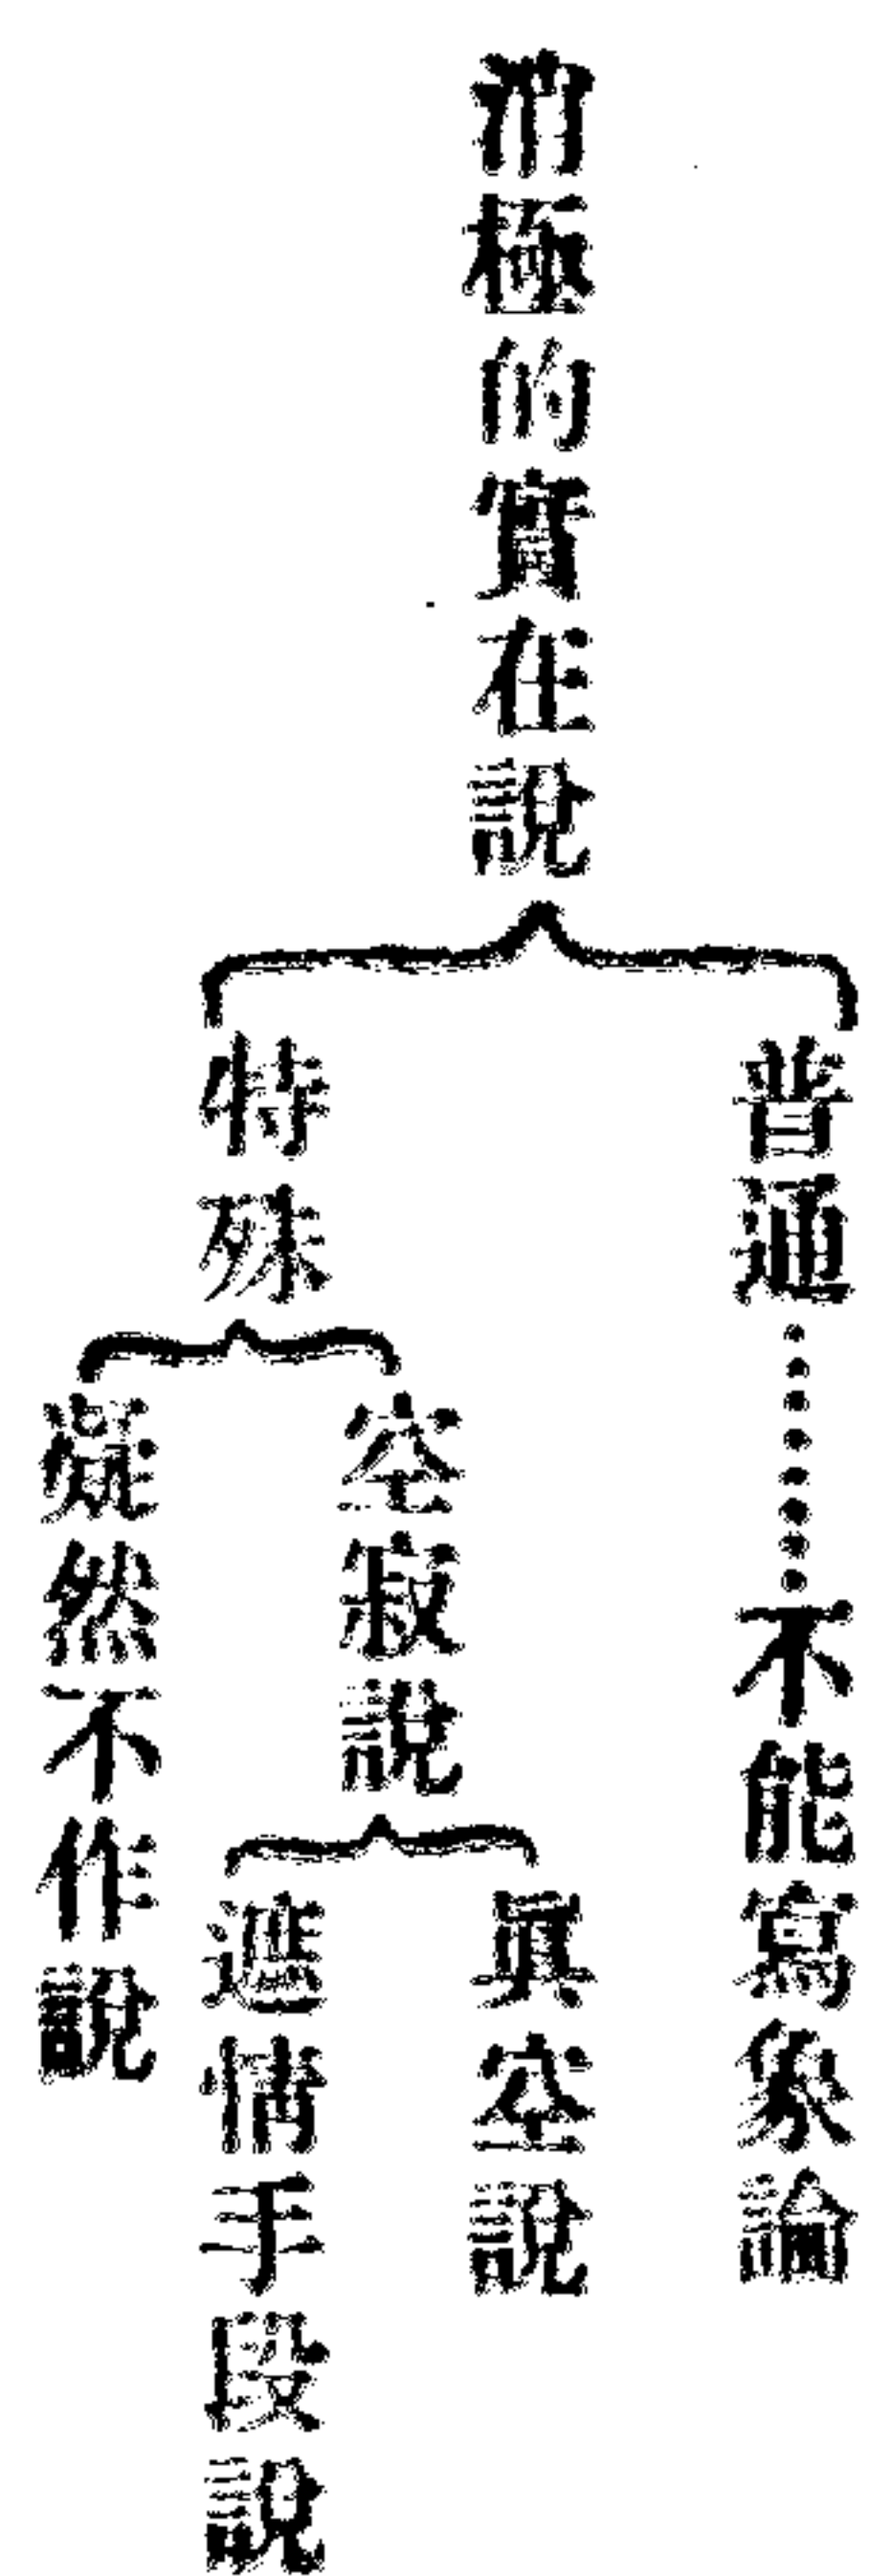 消極的實在說
普通………不能寫象論
特殊
空寂說
眞空說
遮情手段說
凝然不作說